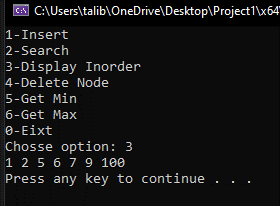 C:\Users\talib\OneDrive\Desktop\Project1\x64
1-Insert
2-Search
3-Display Inorder
4-Delete Node
5-Get Min
6-Get Max
0-Eixt
Chosse option: 3
1 2 5 6 7 9 100
Press any key to continue . . .